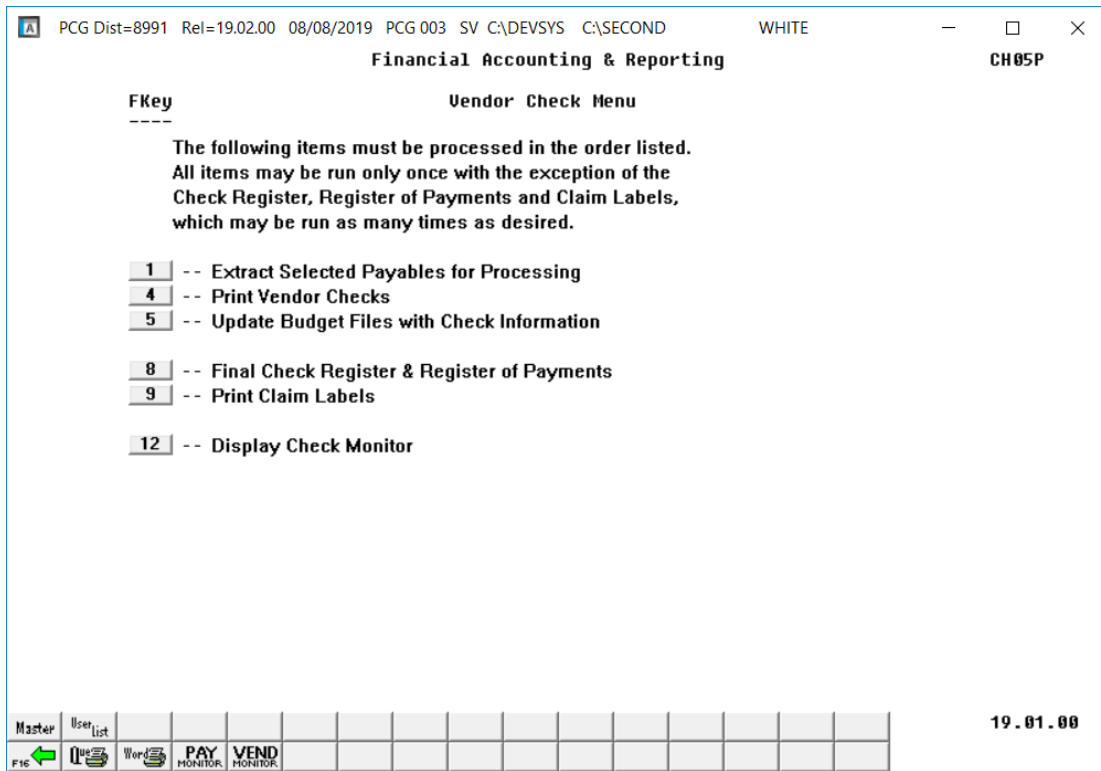 A PCG Dist=8991 Rel=19.02.00 08/08/2019 PCG 003 SV C:\DEVSYS C:\SECOND WHITE
Financial Accounting & Reporting CH05P
FKey Vendor Check Menu
----
The following items must be processed in the order listed.
All items may be run only once with the exception of the
Check Register, Register of Payments and Claim Labels,
which may be run as many times as desired.
1 -- Extract Selected Payables for Processing
4 -- Print Vendor Checks
5 -- Update Budget Files with Check Information
8 -- Final Check Register & Register of Payments
9 -- Print Claim Labels
12 -- Display Check Monitor
Master User List 19.01.00
F16 Que Word PAY MONITOR VEND MONITOR